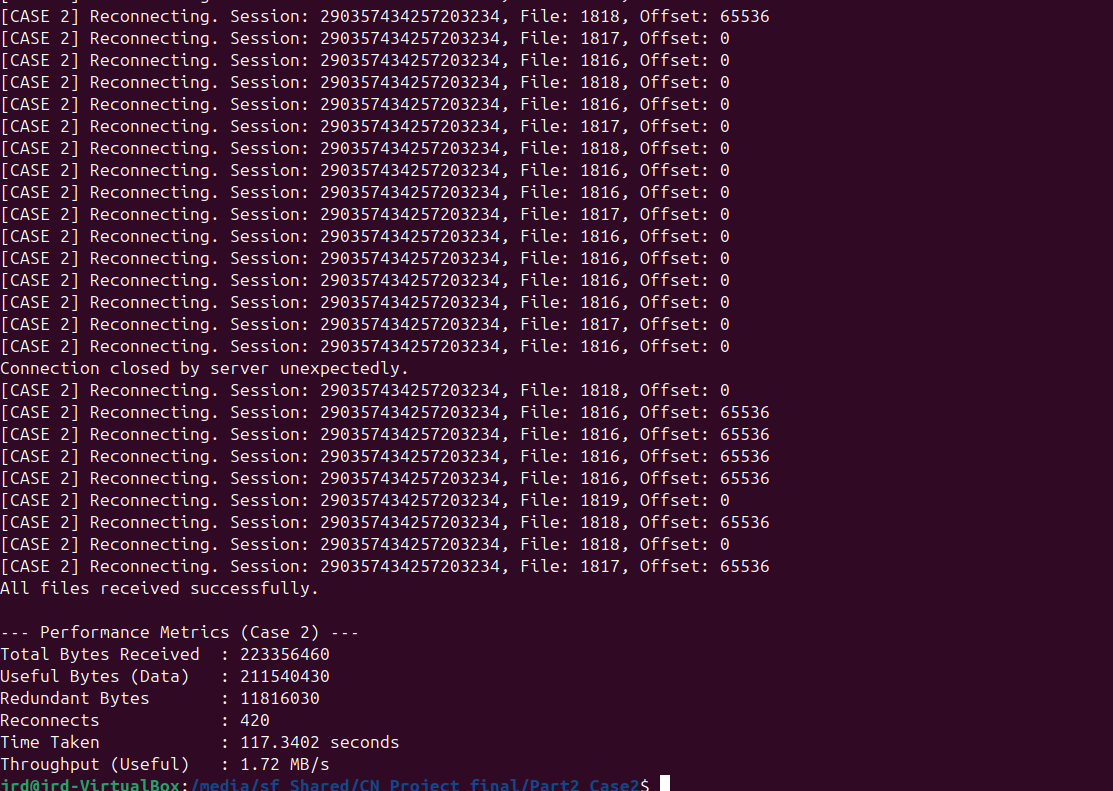 [CASE 2] Reconnecting. Session: 290357434257203234, File: 1818, Offset: 65536
[CASE 2] Reconnecting. Session: 290357434257203234, File: 1817, Offset: 0
[CASE 2] Reconnecting. Session: 290357434257203234, File: 1816, Offset: 0
[CASE 2] Reconnecting. Session: 290357434257203234, File: 1818, Offset: 0
[CASE 2] Reconnecting. Session: 290357434257203234, File: 1816, Offset: 0
[CASE 2] Reconnecting. Session: 290357434257203234, File: 1817, Offset: 0
[CASE 2] Reconnecting. Session: 290357434257203234, File: 1818, Offset: 0
[CASE 2] Reconnecting. Session: 290357434257203234, File: 1816, Offset: 0
[CASE 2] Reconnecting. Session: 290357434257203234, File: 1816, Offset: 0
[CASE 2] Reconnecting. Session: 290357434257203234, File: 1817, Offset: 0
[CASE 2] Reconnecting. Session: 290357434257203234, File: 1816, Offset: 0
[CASE 2] Reconnecting. Session: 290357434257203234, File: 1816, Offset: 0
[CASE 2] Reconnecting. Session: 290357434257203234, File: 1816, Offset: 0
[CASE 2] Reconnecting. Session: 290357434257203234, File: 1816, Offset: 0
[CASE 2] Reconnecting. Session: 290357434257203234, File: 1817, Offset: 0
[CASE 2] Reconnecting. Session: 290357434257203234, File: 1816, Offset: 0
Connection closed by server unexpectedly.
[CASE 2] Reconnecting. Session: 290357434257203234, File: 1818, Offset: 0
[CASE 2] Reconnecting. Session: 290357434257203234, File: 1816, Offset: 65536
[CASE 2] Reconnecting. Session: 290357434257203234, File: 1816, Offset: 65536
[CASE 2] Reconnecting. Session: 290357434257203234, File: 1816, Offset: 65536
[CASE 2] Reconnecting. Session: 290357434257203234, File: 1816, Offset: 65536
[CASE 2] Reconnecting. Session: 290357434257203234, File: 1819, Offset: 0
[CASE 2] Reconnecting. Session: 290357434257203234, File: 1818, Offset: 65536
[CASE 2] Reconnecting. Session: 290357434257203234, File: 1818, Offset: 0
[CASE 2] Reconnecting. Session: 290357434257203234, File: 1817, Offset: 65536
All files received successfully.
--- Performance Metrics (Case 2) ---
Total Bytes Received  : 223356460
Useful Bytes (Data)   : 211540430
Redundant Bytes       : 11816030
Reconnects            : 420
Time Taken            : 117.3402 seconds
Throughput (Useful)   : 1.72 MB/s
jrd@jrd-VirtualBox:/media/sf_Shared/CN_Project_final/Part2_Case2$